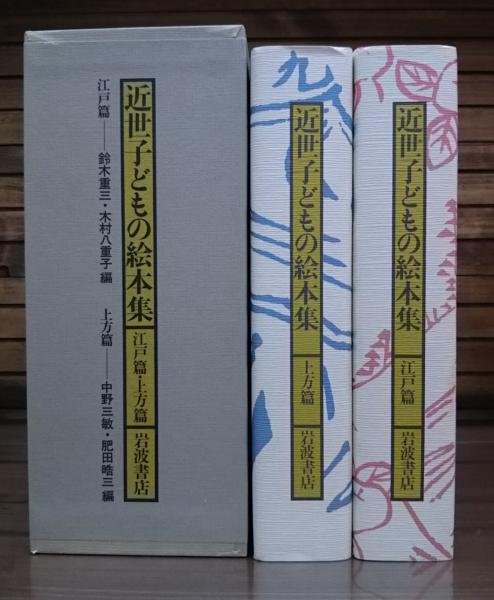 近世子どもの絵本集
江戸篇・上方篇
岩波書店
江戸篇――鈴木重三・木村八重子編
上方篇――中野三敏・肥田晧三編
九
近世子どもの絵本集
上方篇
岩波書店
近世子どもの絵本集
江戸篇
岩波書店